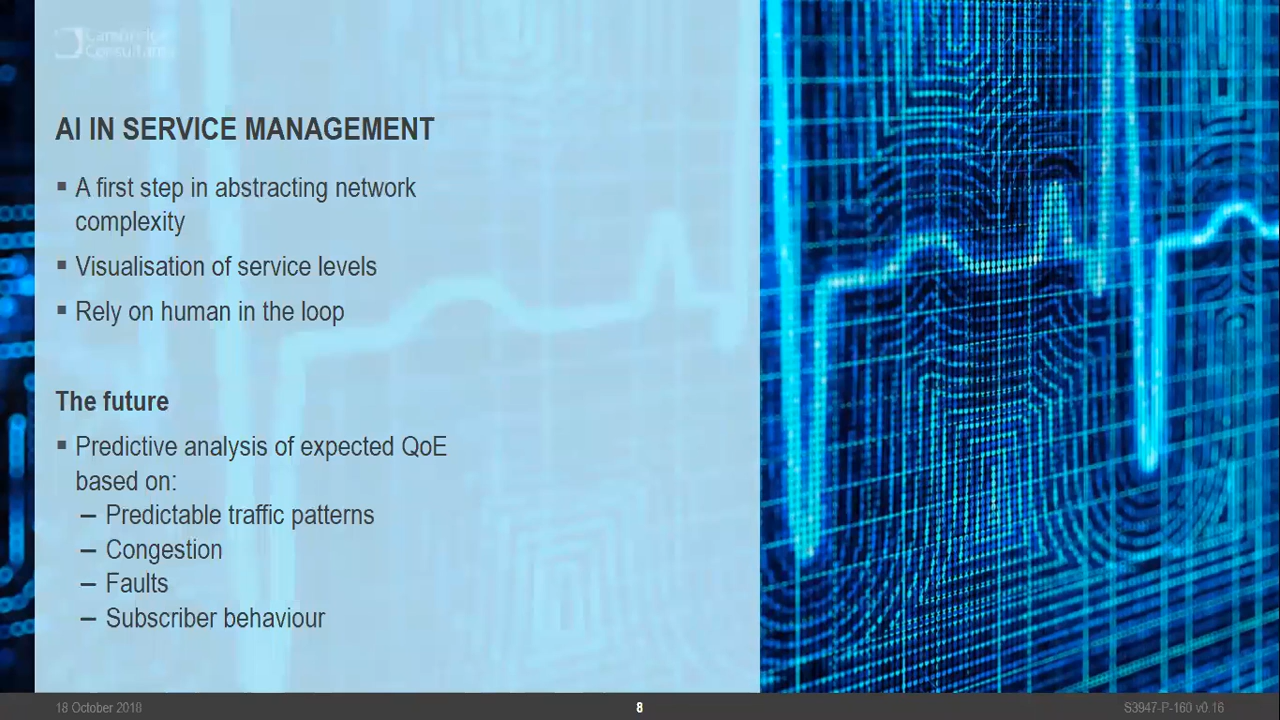 Cambridge
Consultants
AI IN SERVICE MANAGEMENT
▪ A first step in abstracting network
complexity
▪ Visualisation of service levels
▪ Rely on human in the loop
The future
▪ Predictive analysis of expected QoE
based on:
– Predictable traffic patterns
– Congestion
– Faults
– Subscriber behaviour
18 October 2018
8
S3947-P-160 v0.16